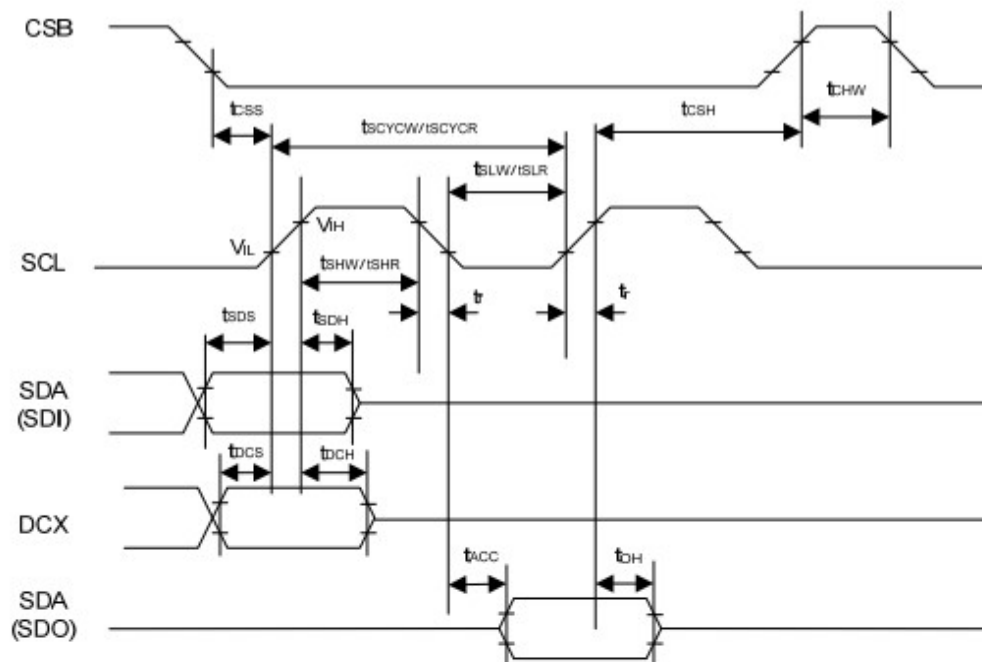 CSB
tCSS
tSCYCW/tSCYCR
tCSH
tCHW
tSLW/tSLR
SCL
VIL
VIH
tSHW/tSHR
tf
tr
tSDS
tSDH
SDA
(SDI)
tDCS
tDCH
DCX
tACC
tOH
SDA
(SDO)